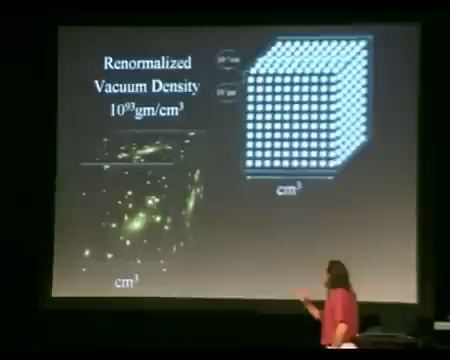 Renormalized
Vacuum Density
10⁹³gm/cm³
cm³
cm³